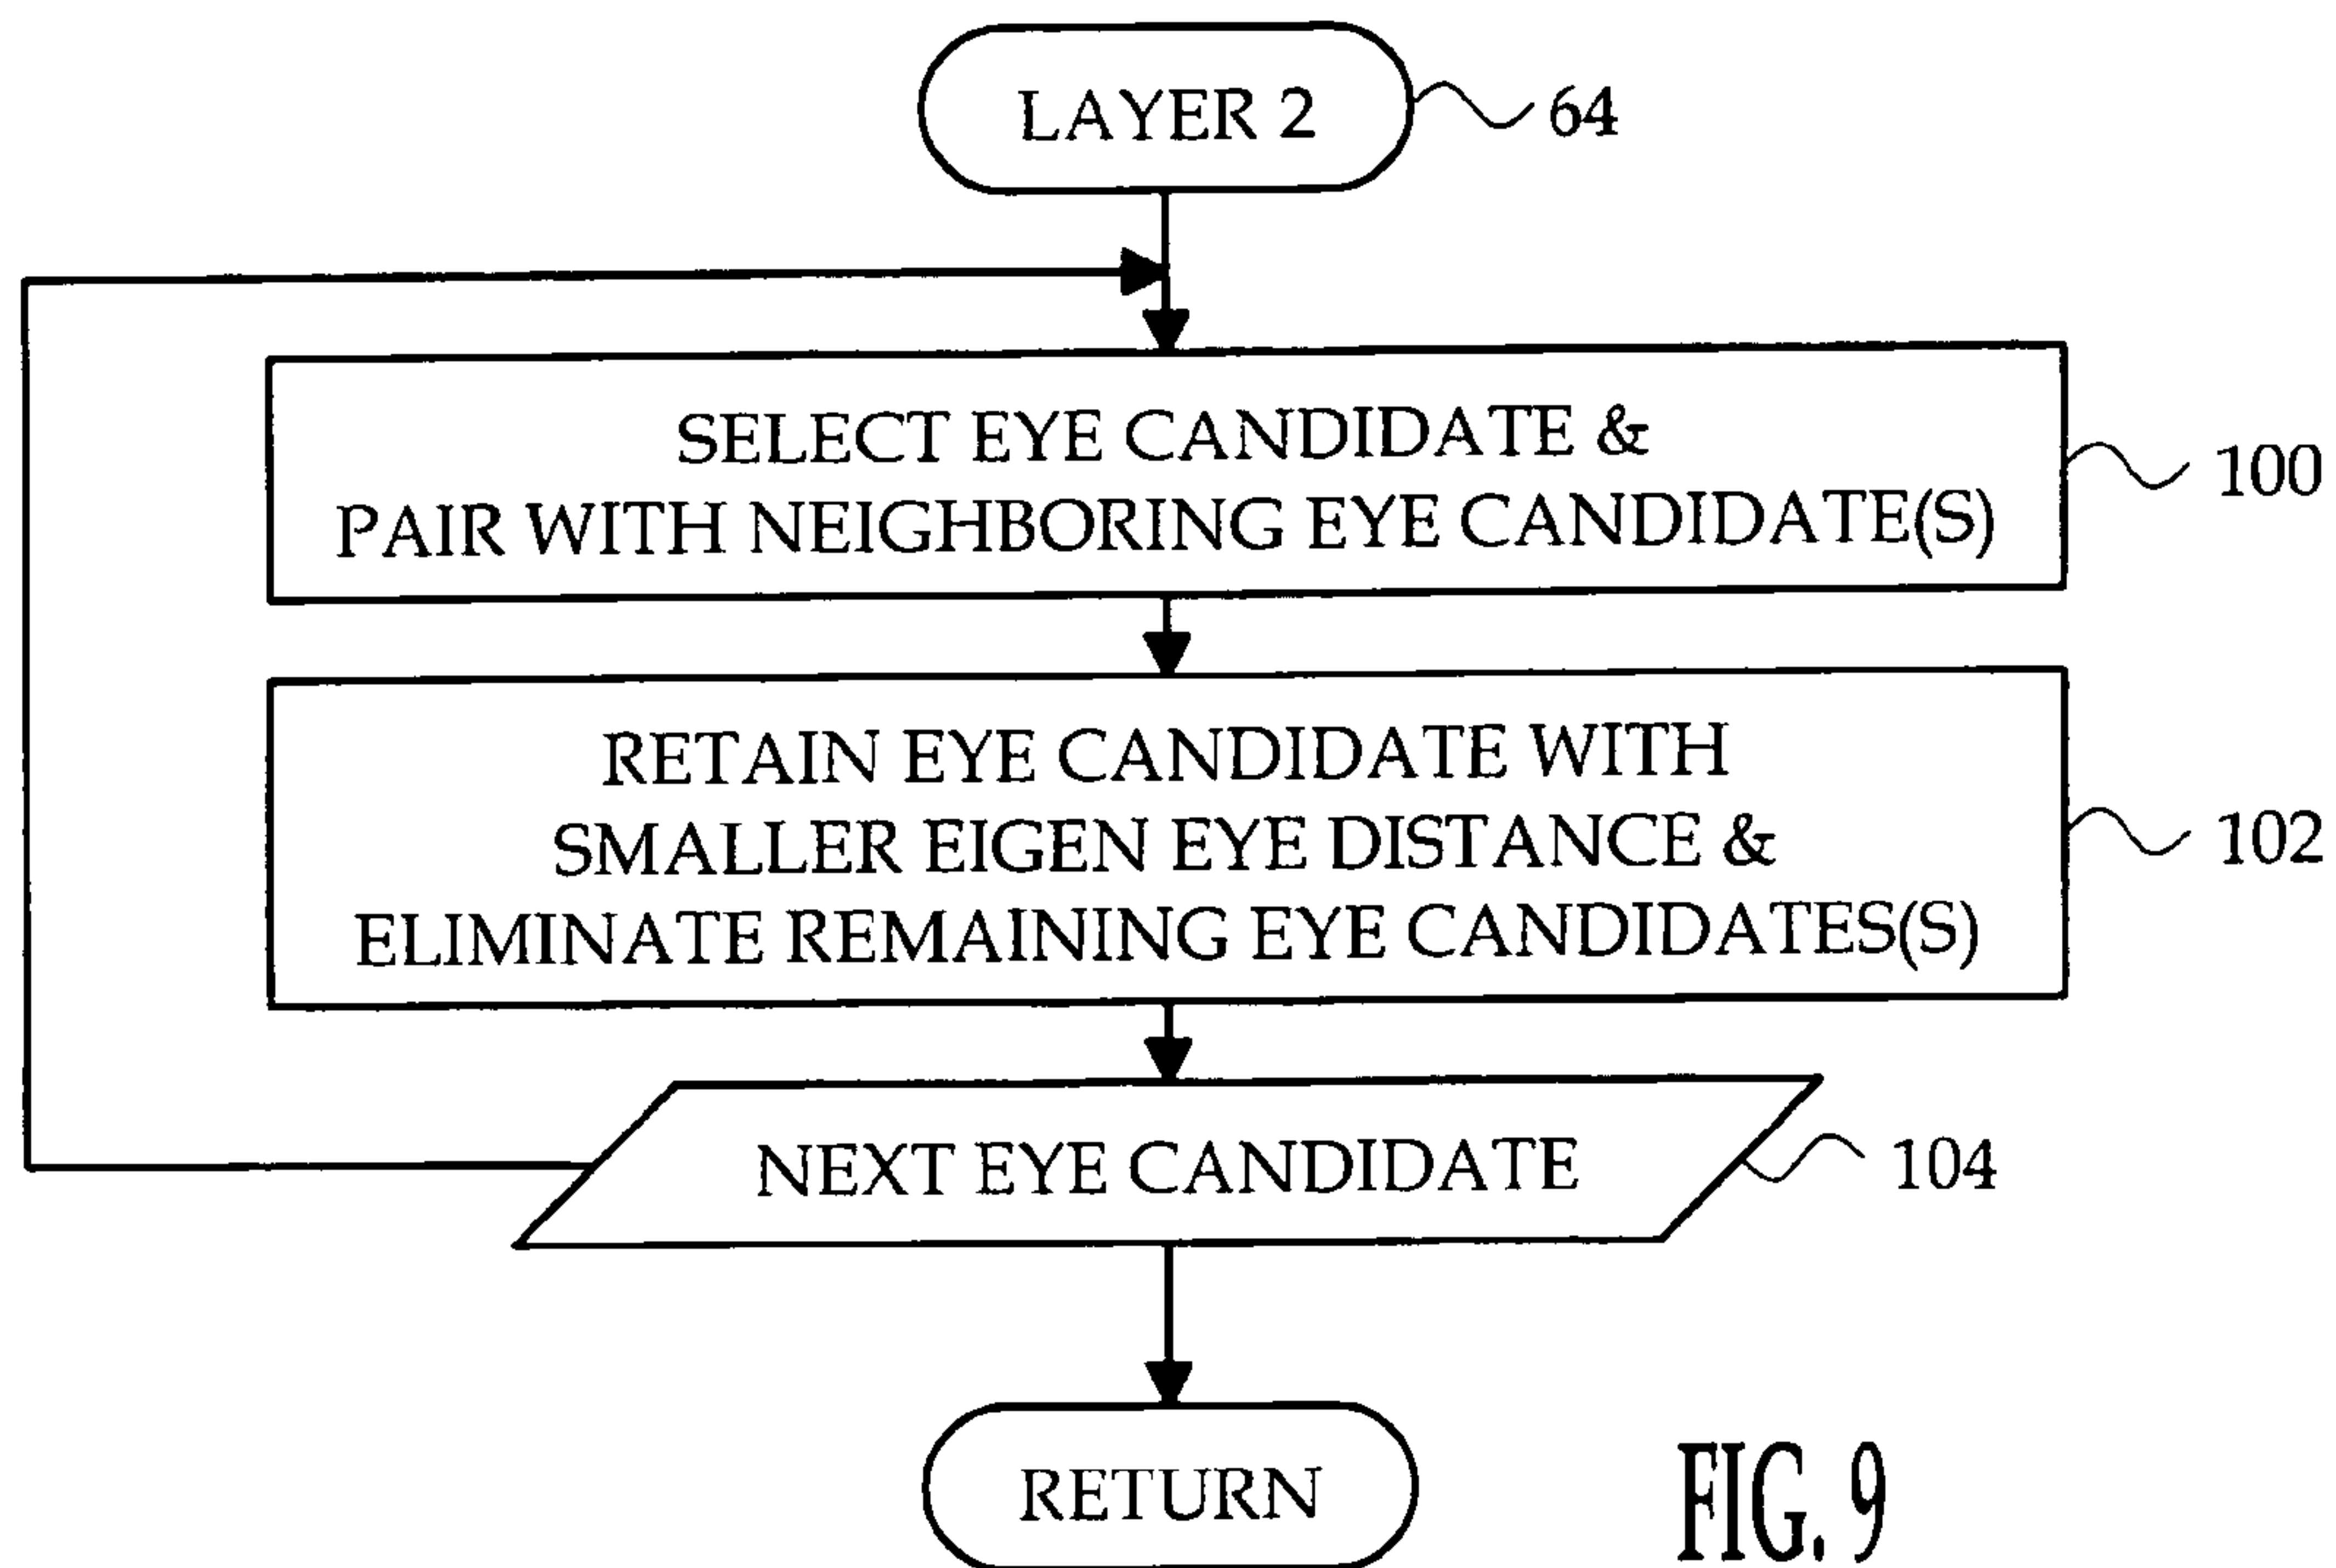 LAYER 2
64
SELECT EYE CANDIDATE &
PAIR WITH NEIGHBORING EYE CANDIDATE(S)
100
RETAIN EYE CANDIDATE WITH
SMALLER EIGEN EYE DISTANCE &
ELIMINATE REMAINING EYE CANDIDATES(S)
102
NEXT EYE CANDIDATE
104
RETURN
FIG. 9